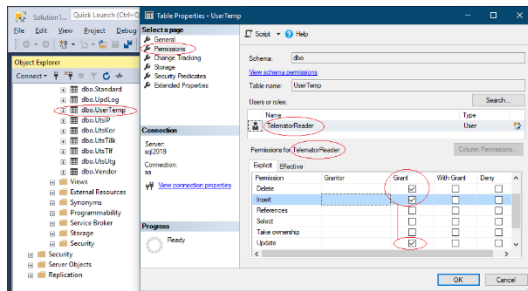 Solution1...
Quick Launch (Ctrl+Q
File Edit View Project Debug
Object Explorer
Connect
dbo.Standard
dbo.UpdLog
dbo.UserTemp
dbo.UtsIP
dbo.UtsKor
dbo.UtsTilk
dbo.UtsTlf
dbo.UtsUtg
dbo.Vendor
Views
External Resources
Synonyms
Programmability
Service Broker
Storage
Security
Security
Server Objects
Replication
Table Properties - UserTemp
Select a page
General
Permissions
Change Tracking
Storage
Security Predicates
Extended Properties
Connection
Server:
sql2019
Connection:
sa
View connection properties
Progress
Ready
Script Help
Schema: dbo
View schema permissions
Table name: UserTemp
Users or roles: Search...
Name Type
TelematorReader User
Permissions for TelematorReader: Column Permissions...
Explicit Effective
Permission Grantor Grant With Grant Deny
Delete
Insert
References
Select
Take ownership
Update
OK Cancel